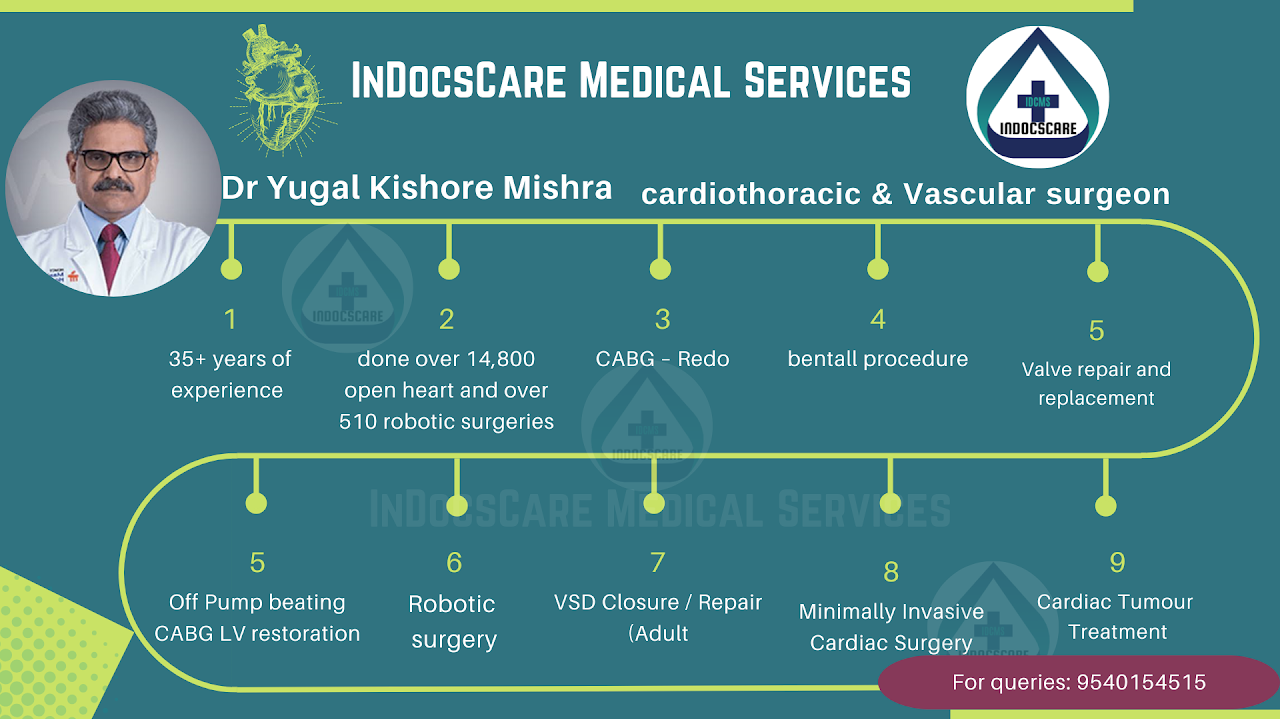 InDocsCare Medical Services
IDCMS
INDOCSCARE
Dr Yugal Kishore Mishra
cardiothoracic & Vascular surgeon
1
35+ years of
experience
2
done over 14,800
open heart and over
510 robotic surgeries
3
CABG – Redo
4
bentall procedure
5
Valve repair and
replacement
INDOCSCARE
INDOCSCARE
InDocsCare Medical Services
5
Off Pump beating
CABG LV restoration
6
Robotic
surgery
7
VSD Closure / Repair
(Adult
8
Minimally Invasive
Cardiac Surgery
9
Cardiac Tumour
Treatment
INDOCSCARE
For queries: 9540154515